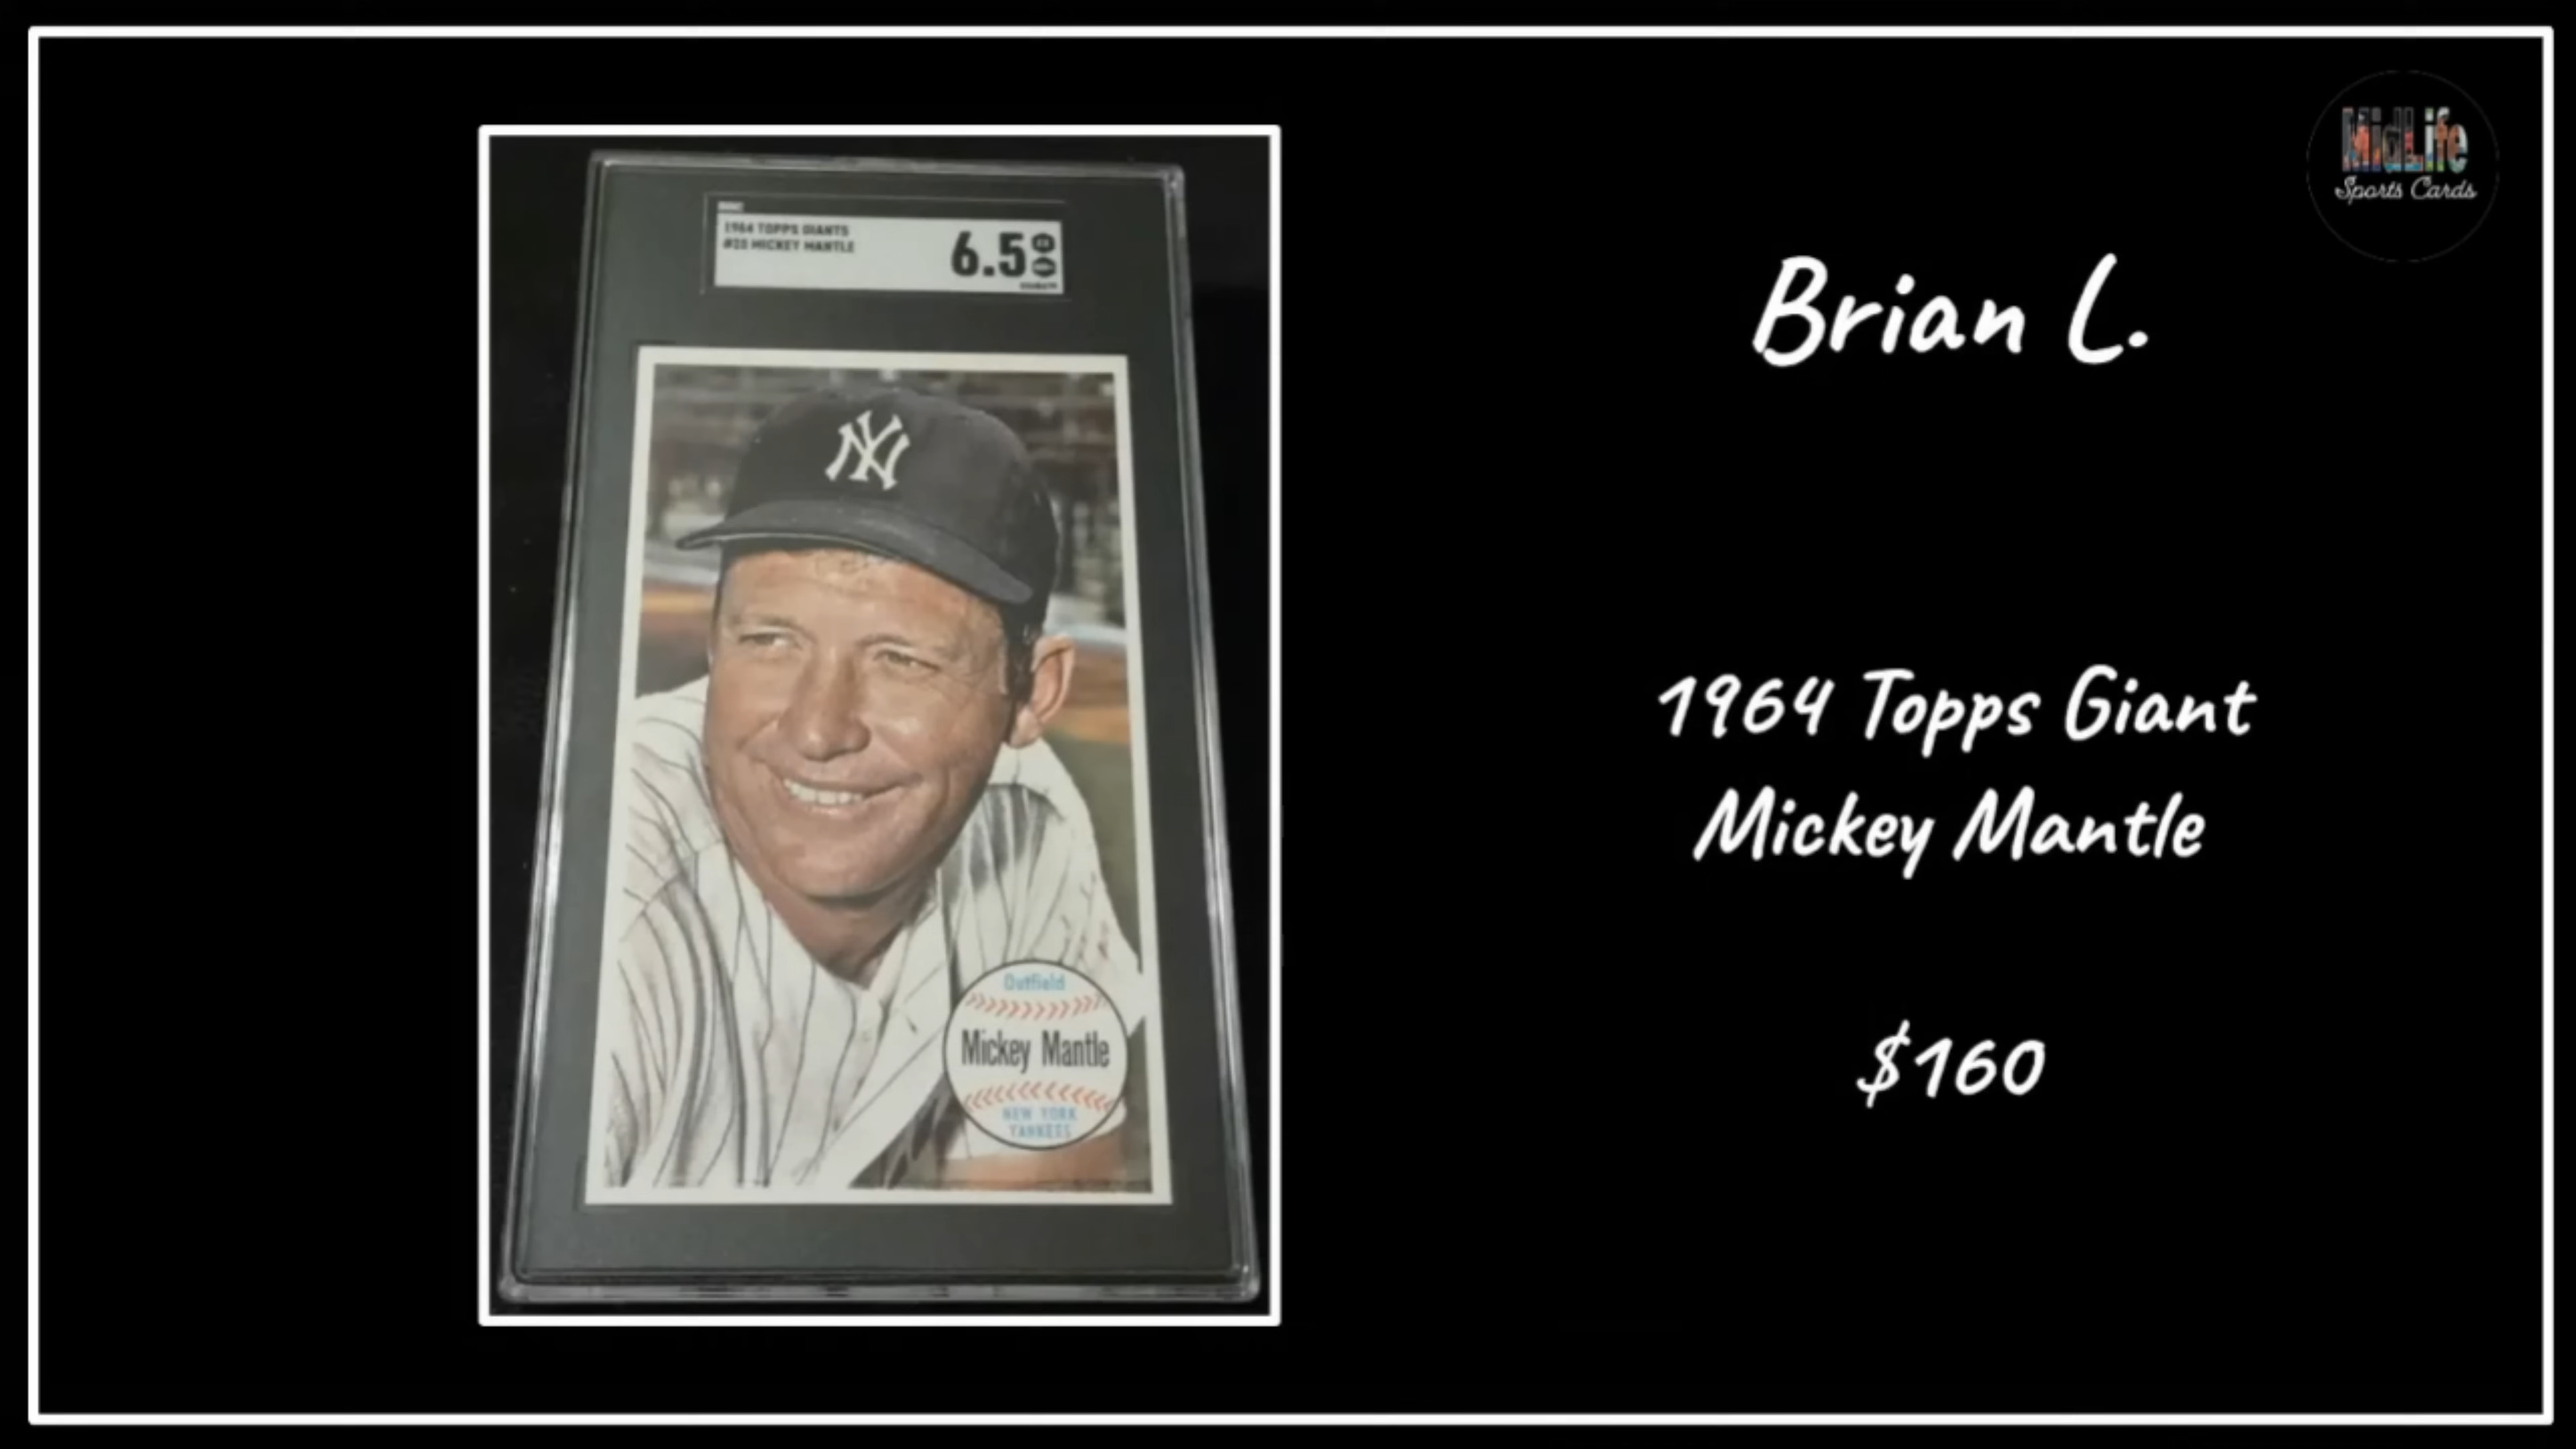 MidLife
Sports Cards
Brian L.
1964 TOPPS GIANTS
MICKEY MANTLE
6.5
NY
Outfield
Mickey Mantle
NEW YORK
YANKEES
1964 Topps Giant
Mickey Mantle
$160